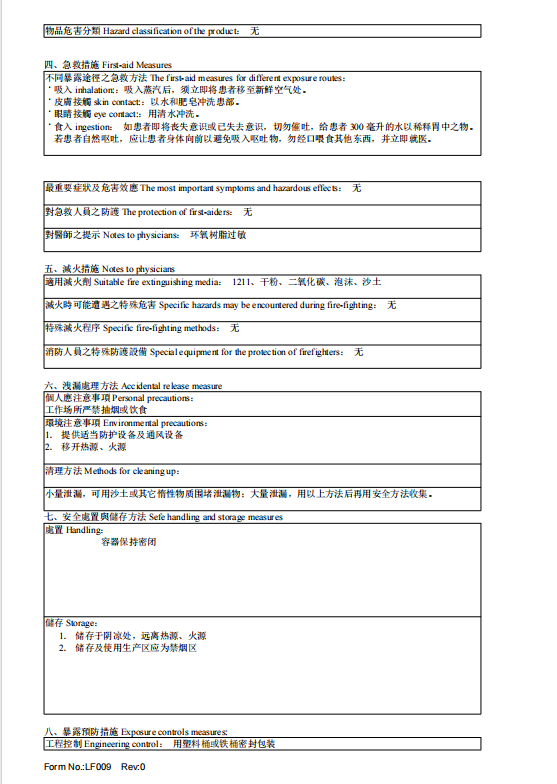 物品危害分類 Hazard classification of the product： 无
四、急救措施 First-aid Measures
不同暴露途徑之急救方法 The first-aid measures for different exposure routes：
˙吸入 inhalation:：吸入蒸汽后，须立即将患者移至新鲜空气处。
˙皮膚接觸 skin contact:：以水和肥皂冲洗患部。
˙眼睛接觸 eye contact:：用清水冲洗。
˙食入 ingestion： 如患者即将丧失意识或已失去意识，切勿催吐，给患者 300 毫升的水以稀释胃中之物。
若患者自然呕吐，应让患者身体向前以避免吸入呕吐物，勿经口喂食其他东西，并立即就医。
最重要症狀及危害效應 The most important symptoms and hazardous effects： 无
對急救人員之防護 The protection of first-aiders： 无
對醫師之提示 Notes to physicians： 环氧树脂过敏
五、滅火措施 Notes to physicians
適用滅火劑 Suitable fire extinguishing media： 1211、干粉、二氧化碳、泡沫、沙土
滅火時可能遭遇之特殊危害 Specific hazards may be encountered during fire-fighting： 无
特殊滅火程序 Specific fire-fighting methods： 无
消防人員之特殊防護設備 Special equipment for the protection of firefighters： 无
六、洩漏處理方法 Accidental release measure
個人應注意事項 Personal precautions：
工作场所严禁抽烟或饮食
環境注意事項 Environmental precautions：
1. 提供适当防护设备及通风设备
2. 移开热源、火源
清理方法 Methods for cleaning up：
小量泄漏，可用沙土或其它惰性物质围堵泄漏物；大量泄漏，用以上方法后再用安全方法收集。
七、安全處置與儲存方法 Sefe handling and storage measures
處置 Handling：
容器保持密闭
儲存 Storage：
1. 储存于阴凉处，远离热源、火源
2. 储存及使用生产区应为禁烟区
八、暴露預防措施 Exposure controls measures:
工程控制 Engineering control： 用塑料桶或铁桶密封包装
Form No.:LF009 Rev:0